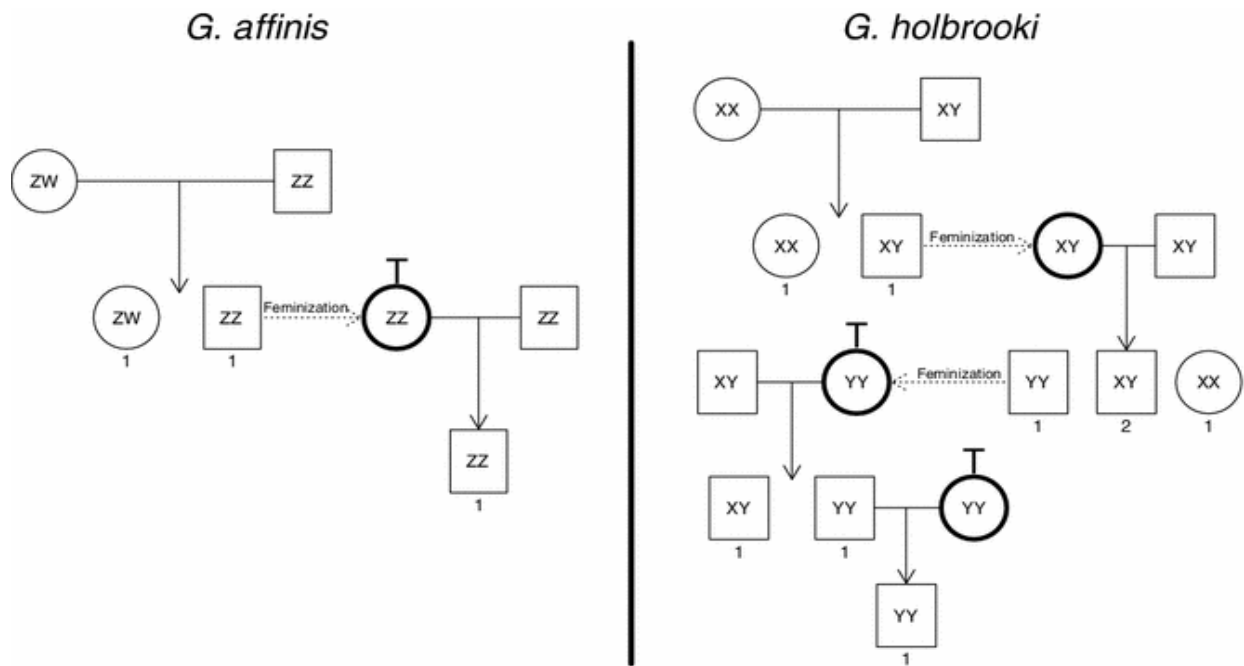 G. affinis
G. holbrooki
XX XY
ZW ZZ
XX XY Feminization XY XY
1 1
T
ZW ZZ Feminization ZZ ZZ
1 1
T
XY YY Feminization YY XY XX
1 2 1
ZZ
1
T
XY YY YY
1 1
YY
1